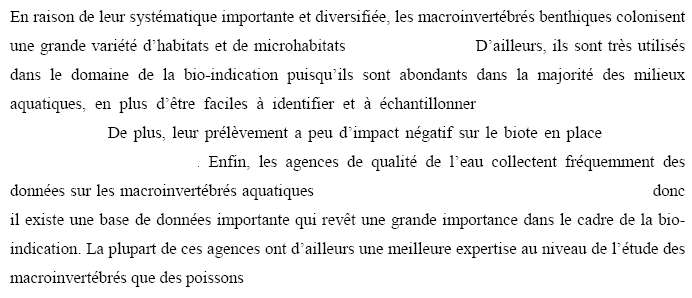 En raison de leur systématique importante et diversifiée, les macroinvertébrés benthiques colonisent
une grande variété d’habitats et de microhabitats D’ailleurs, ils sont très utilisés
dans le domaine de la bio-indication puisqu’ils sont abondants dans la majorité des milieux
aquatiques, en plus d’être faciles à identifier et à échantillonner
De plus, leur prélèvement a peu d’impact négatif sur le biote en place
. Enfin, les agences de qualité de l’eau collectent fréquemment des
données sur les macroinvertébrés aquatiques donc
il existe une base de données importante qui revêt une grande importance dans le cadre de la bio-
indication. La plupart de ces agences ont d’ailleurs une meilleure expertise au niveau de l’étude des
macroinvertébrés que des poissons